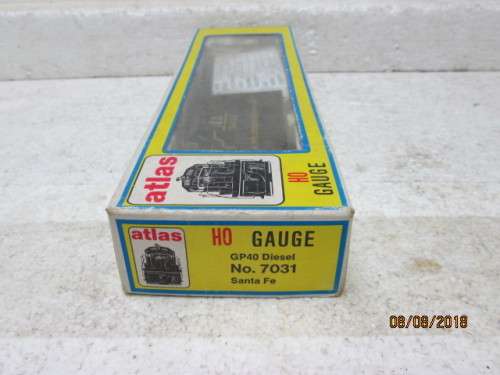 atlas
HO
GAUGE
atlas HO GAUGE
GP40 Diesel
No. 7031
Santa Fe
08/08/2018